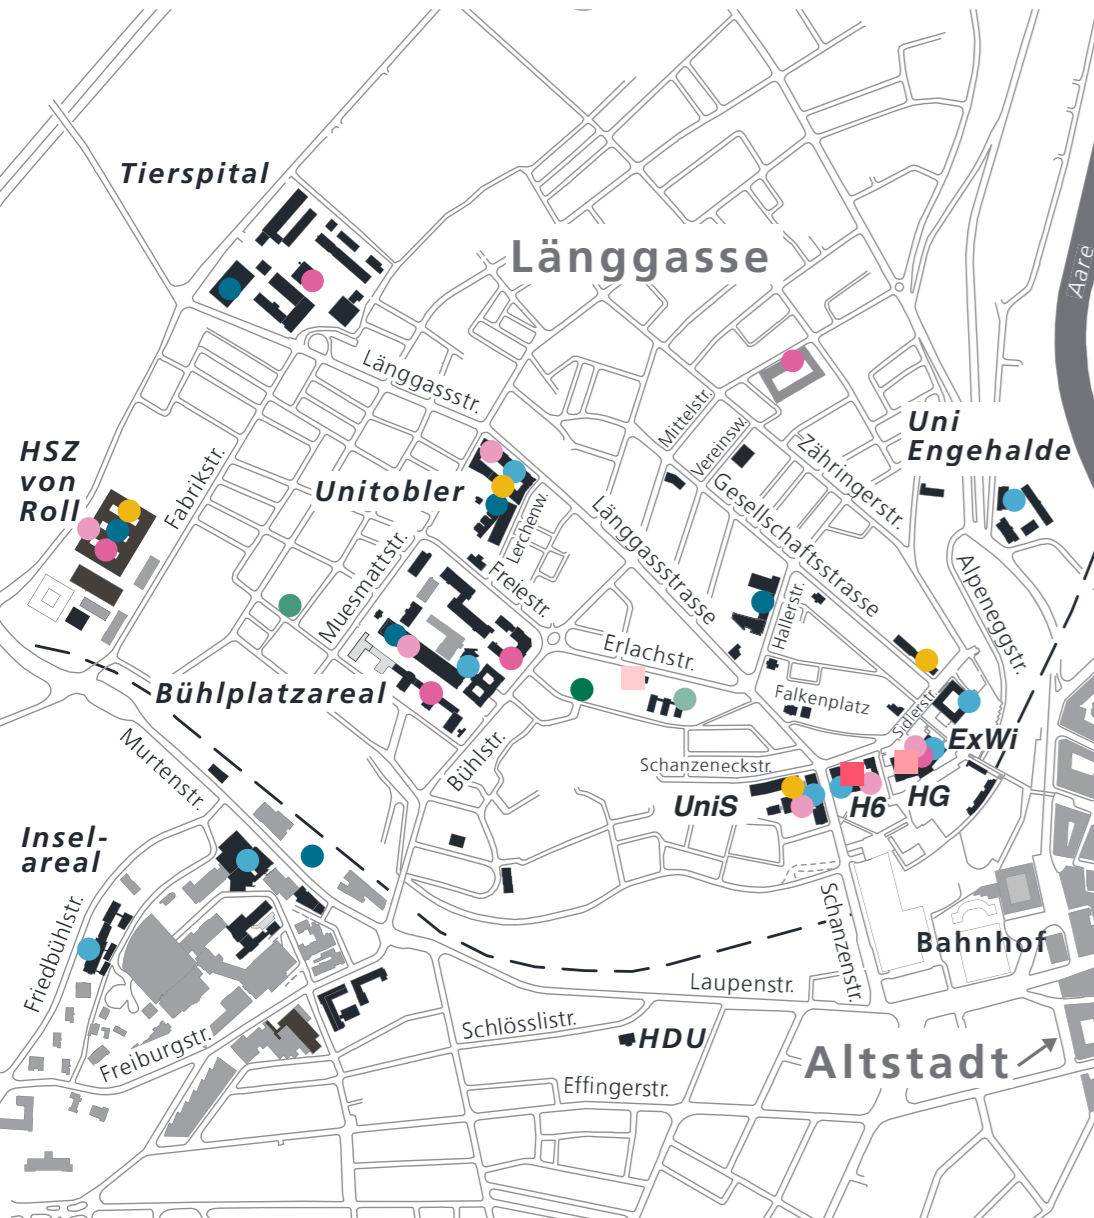 Tierspital
Länggasse
Aare
Länggassstr.
Mittelstr.
Vereinsw.
Uni
Engehalde
HSZ
von
Roll
Fabrikstr.
Unitobler
Zähringerstr.
Gesellschaftsstrasse
Länggassstrasse
Lerchenw.
Muesmattstr.
Freiestr.
Alpeneggstr.
Hallerstr.
Erlachstr.
Bühlplatzareal
Falkenplatz
Sidlerstr.
ExWi
Murtenstr.
Bühlstr.
Schanzeneckstr.
UniS
H6
HG
Insel-
areal
Friedbühlstr.
Schanzenstr.
Bahnhof
Laupenstr.
Freiburgstr.
Schlösslistr.
HDU
Altstadt
Effingerstr.